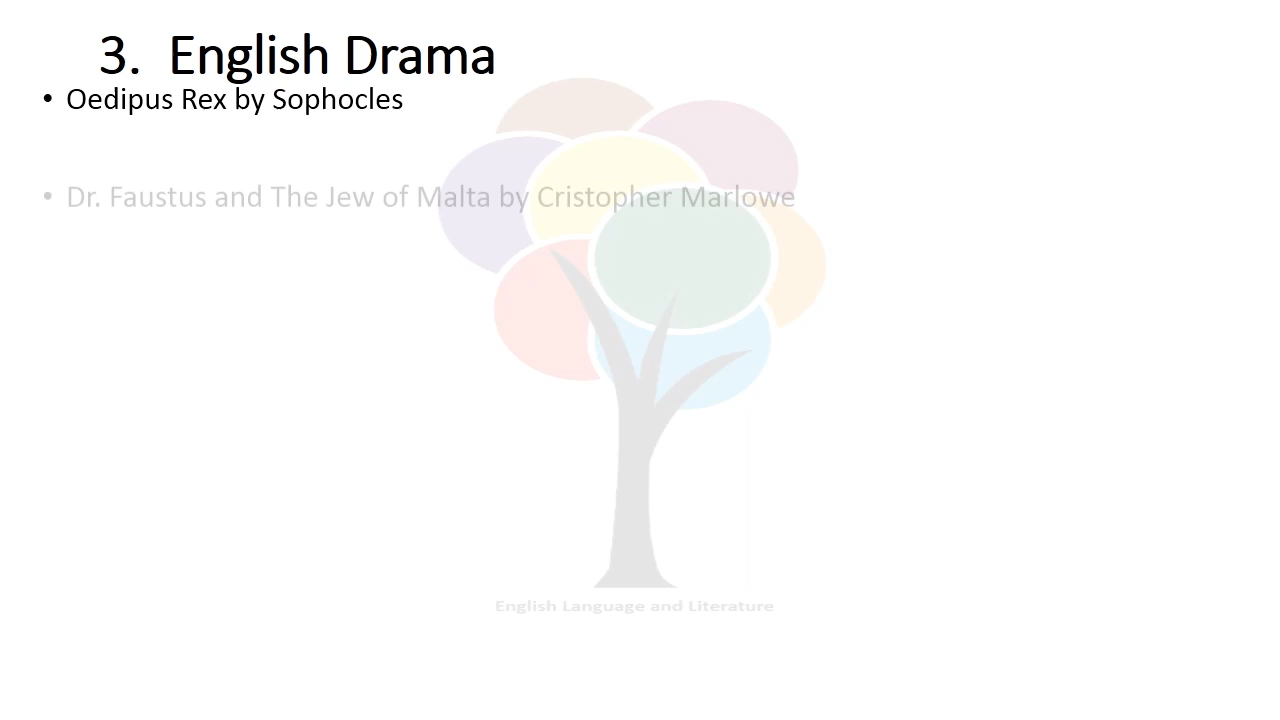 3. English Drama
• Oedipus Rex by Sophocles
• Dr. Faustus and The Jew of Malta by Cristopher Marlowe
English Language and Literature